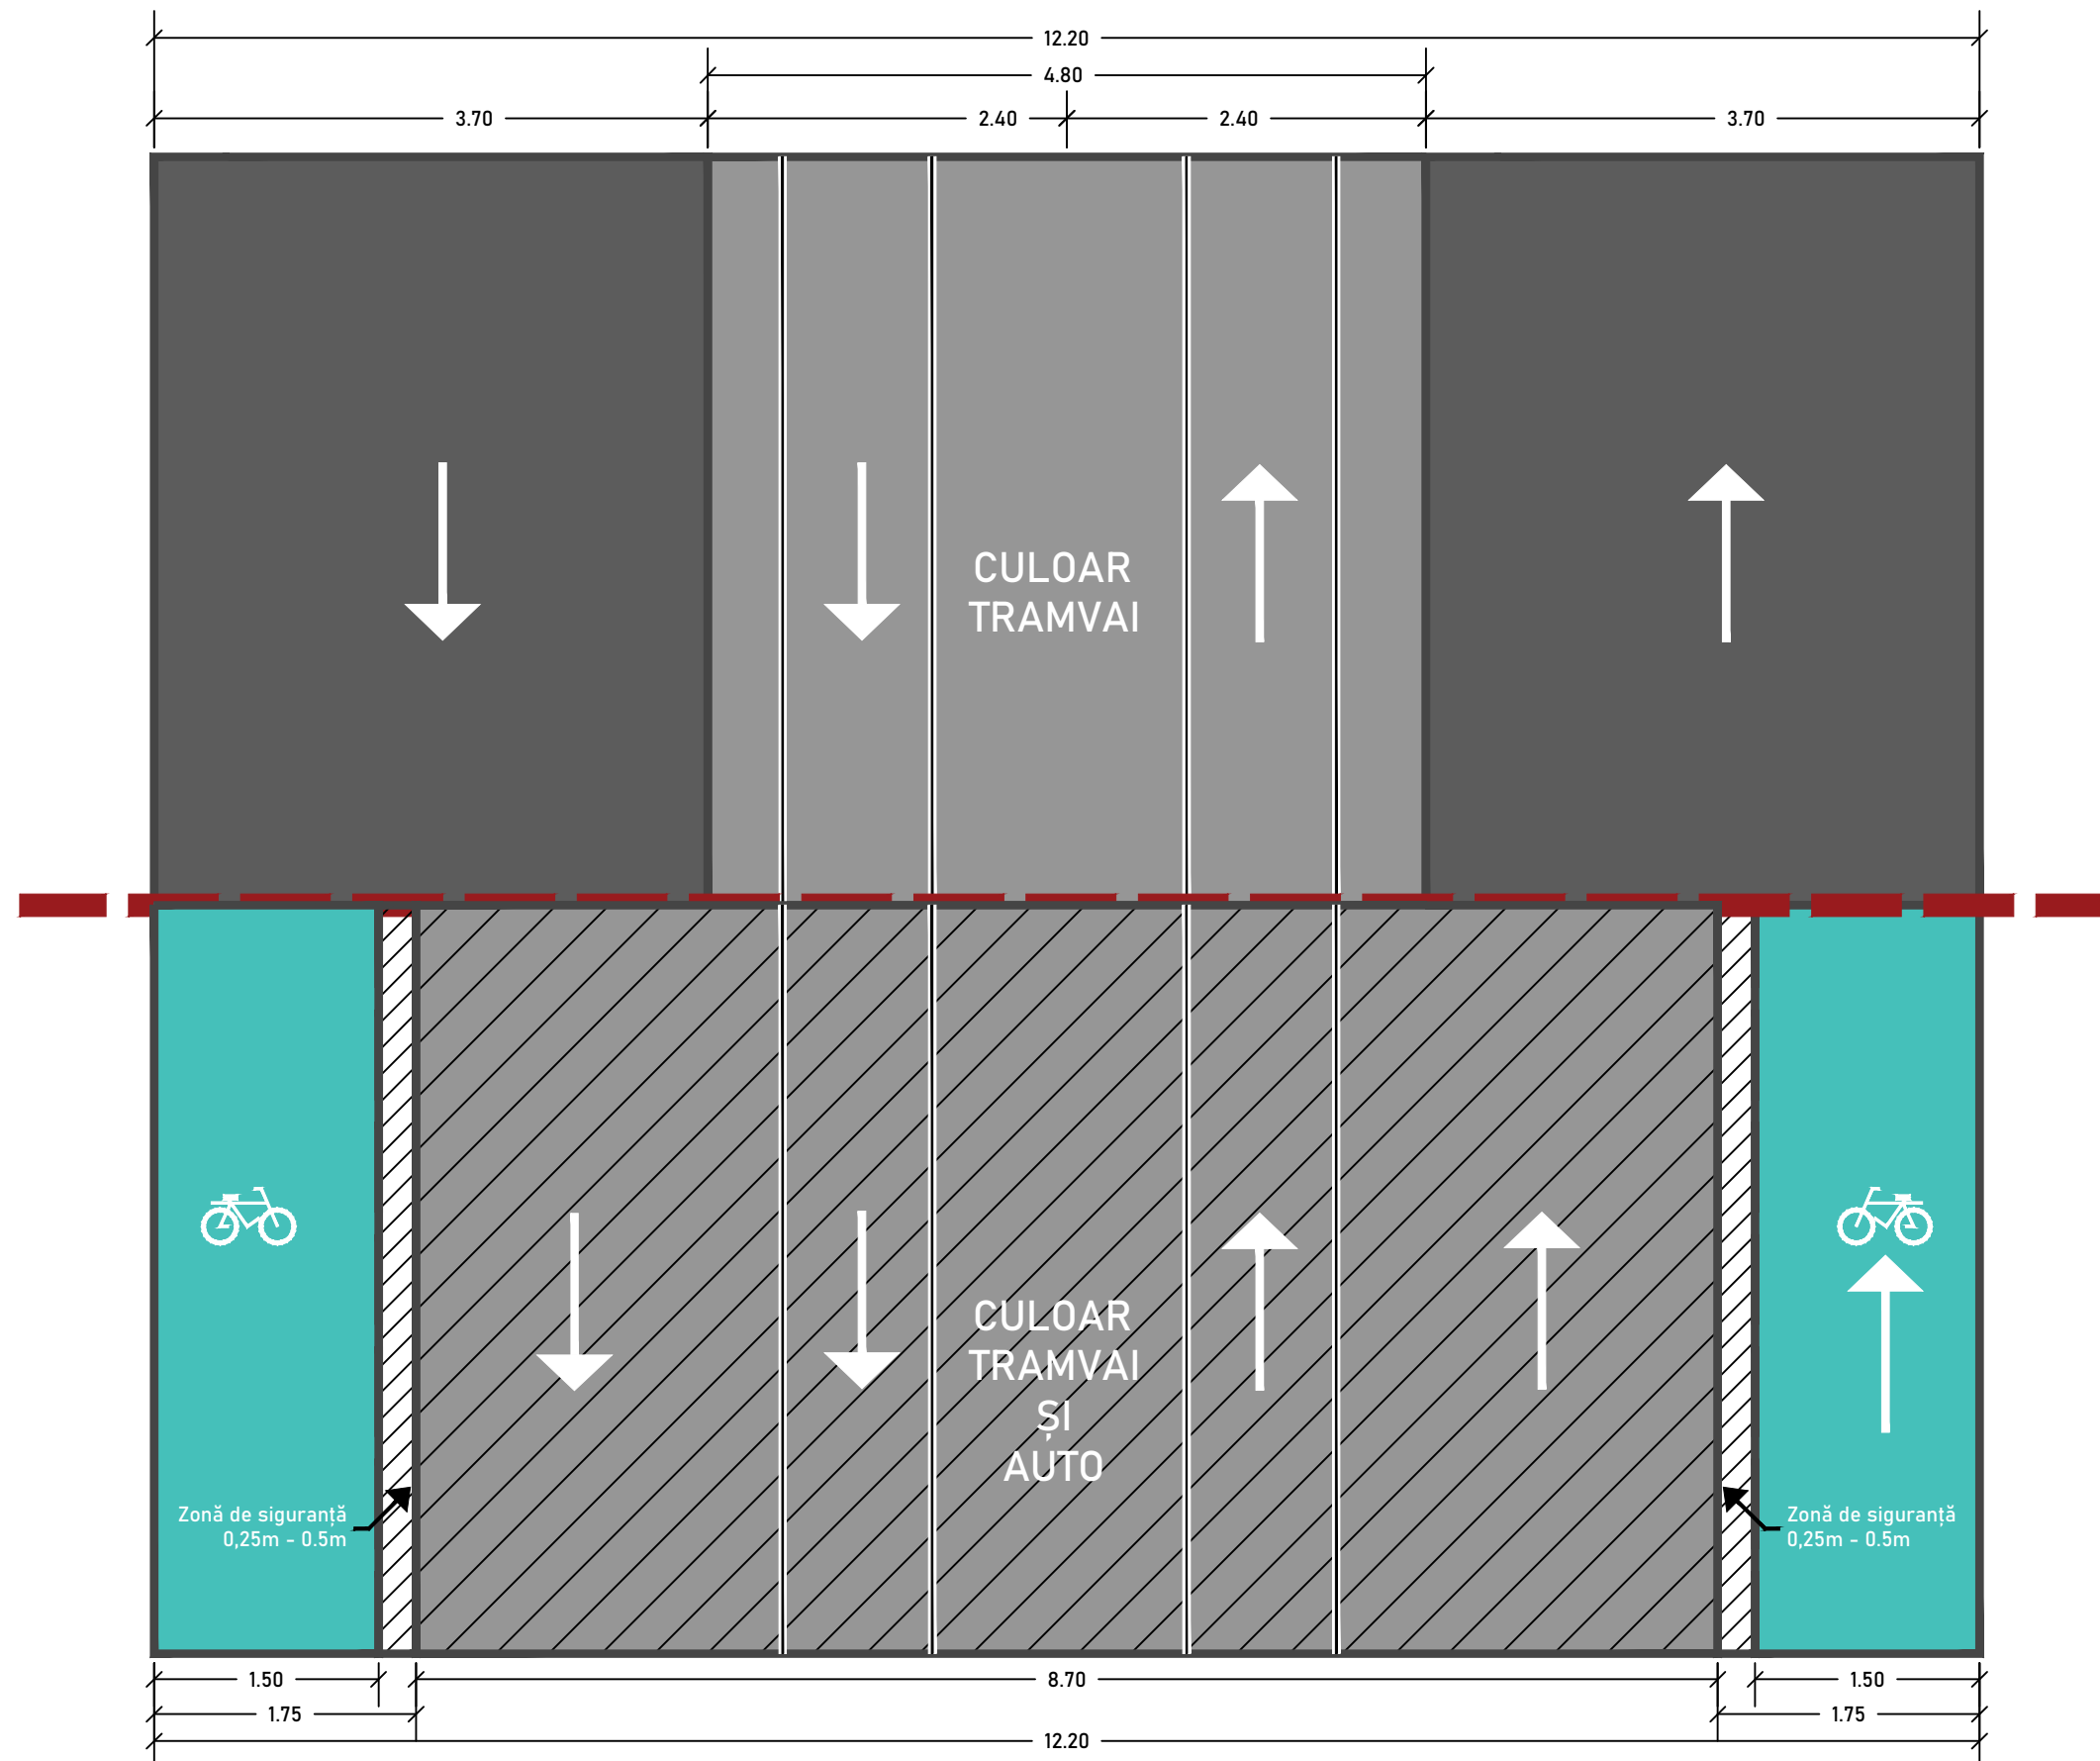 12.20
4.80
3.70
2.40
2.40
3.70
CULOAR
TRAMVAI
CULOAR
TRAMVAI
ȘI
AUTO
Zonă de siguranță
0,25m - 0.5m
Zonă de siguranță
0,25m - 0.5m
1.50
8.70
1.50
1.75
1.75
12.20